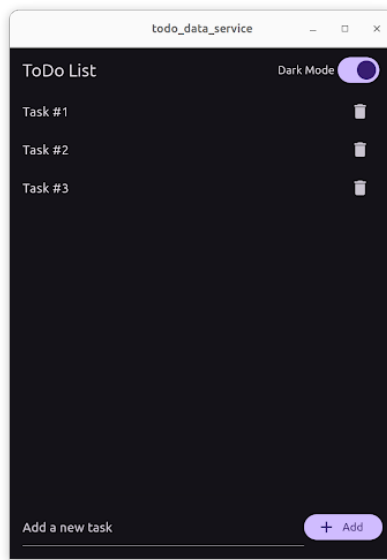 todo_data_service
ToDo List Dark Mode
Task #1
Task #2
Task #3
Add a new task + Add